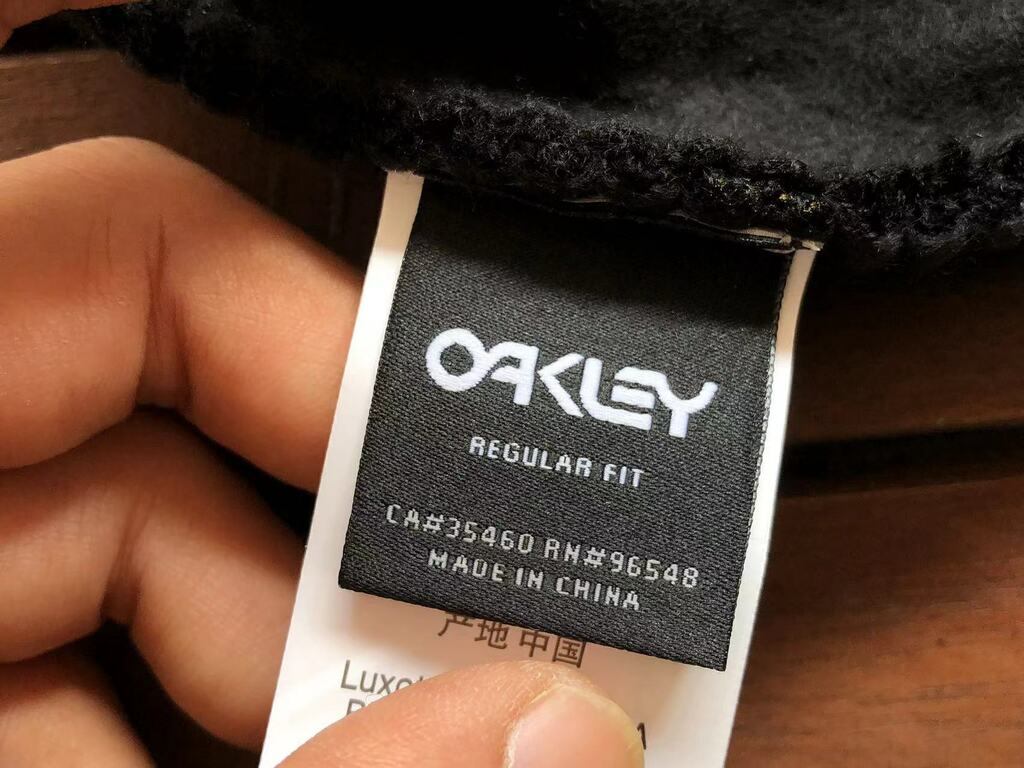 OAKLEY
REGULAR FIT
CA#35460 RN#96548
MADE IN CHINA
产地 中国